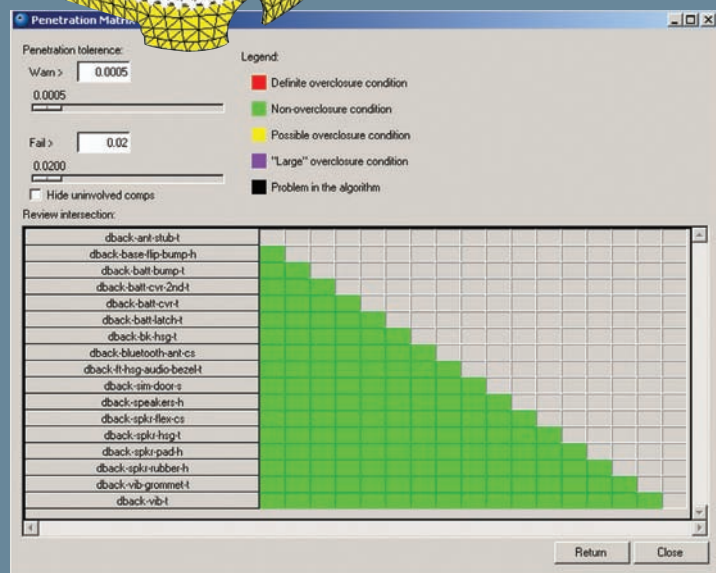 Penetration Matrix
Penetration tolerence:
Warn > 0.0005
0.0005
Fail > 0.02
0.0200
Hide uninvolved comps
Legend:
Definite overclosure condition
Non-overclosure condition
Possible overclosure condition
"Large" overclosure condition
Problem in the algorithm
Review intersection:
dback-ant-stub-t
dback-base-flip-bump-h
dback-batt-bump-t
dback-batt-cvr-2nd-t
dback-batt-cvr-t
dback-batt-latch-t
dback-bk-hsg-t
dback-bluetooth-ant-cs
dback-ft-hsg-audio-bezel-t
dback-sim-door-s
dback-speakers-h
dback-spkr-flex-cs
dback-spkr-hsg-t
dback-spkr-pad-h
dback-spkr-rubber-h
dback-vib-grommet-t
dback-vib-t
Return Close